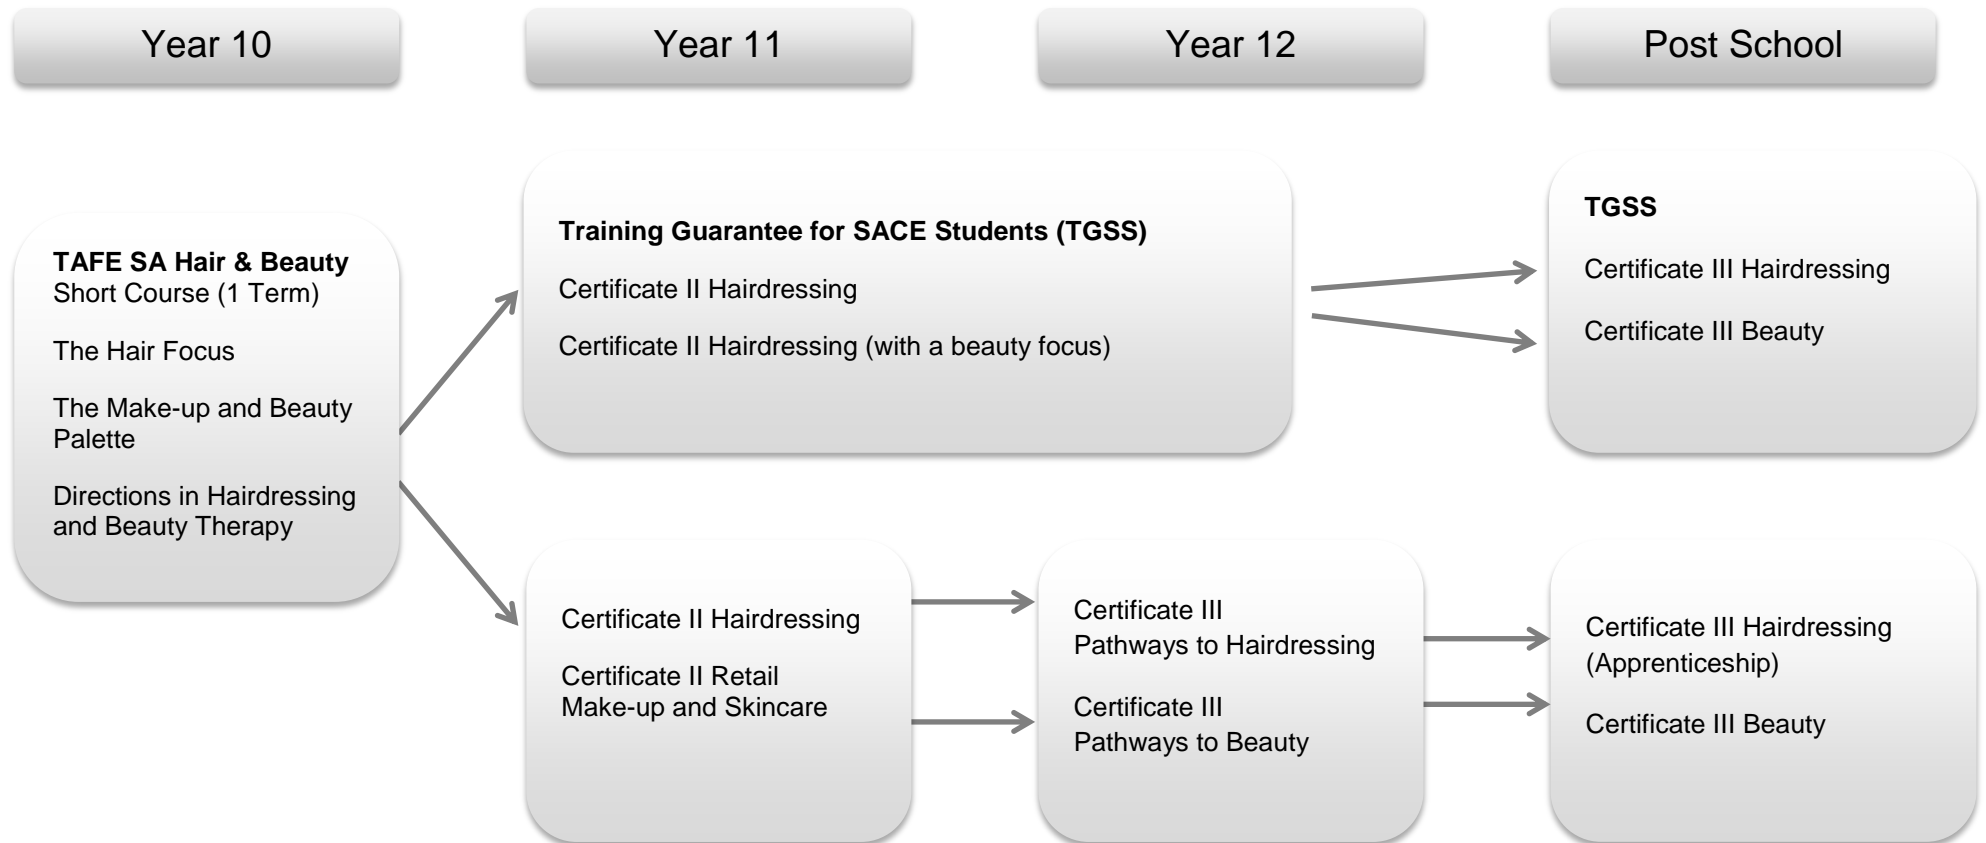 Year 10
Year 11
Year 12
Post School
TAFE SA Hair & Beauty
Short Course (1 Term)
The Hair Focus
The Make-up and Beauty
Palette
Directions in Hairdressing
and Beauty Therapy
Training Guarantee for SACE Students (TGSS)
Certificate II Hairdressing
Certificate II Hairdressing (with a beauty focus)
TGSS
Certificate III Hairdressing
Certificate III Beauty
Certificate II Hairdressing
Certificate II Retail
Make-up and Skincare
Certificate III
Pathways to Hairdressing
Certificate III
Pathways to Beauty
Certificate III Hairdressing
(Apprenticeship)
Certificate III Beauty